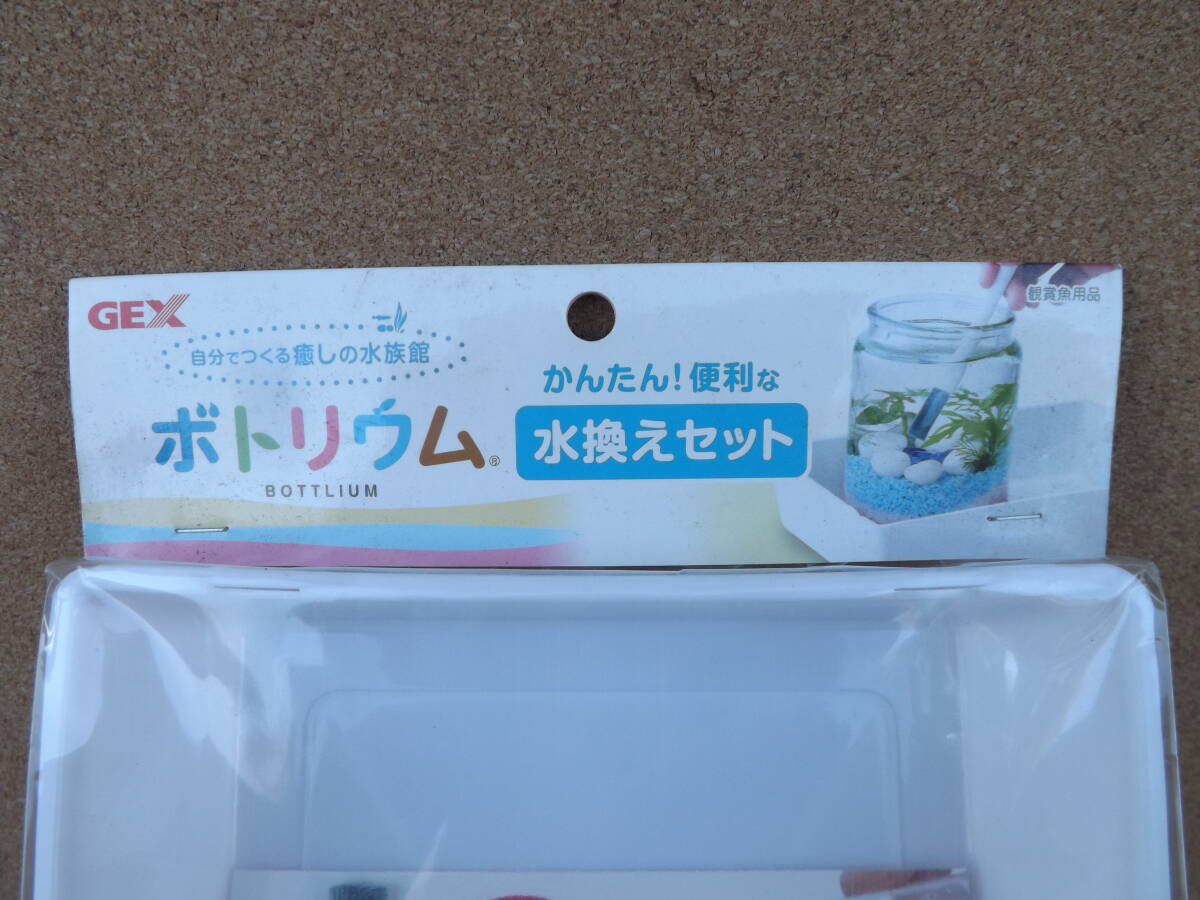 GEX
自分でつくる癒しの水族館
ボトリウム®
BOTTLIUM
かんたん!便利な
水換えセット
観賞魚用品